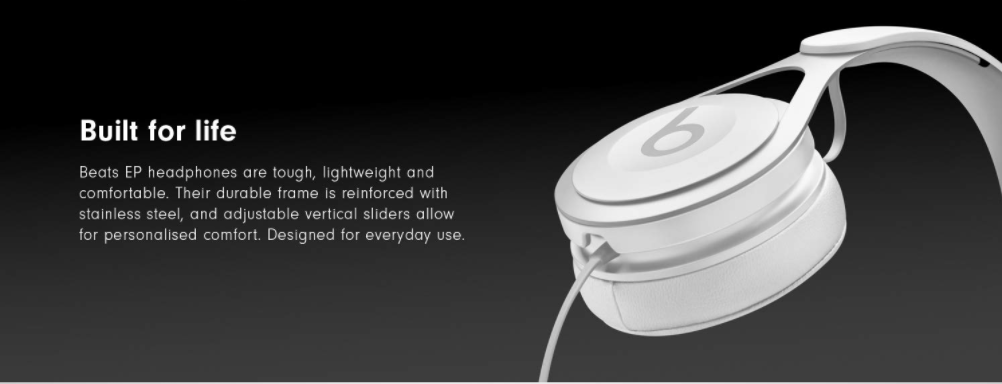 Built for life
Beats EP headphones are tough, lightweight and
comfortable. Their durable frame is reinforced with
stainless steel, and adjustable vertical sliders allow
for personalised comfort. Designed for everyday use.